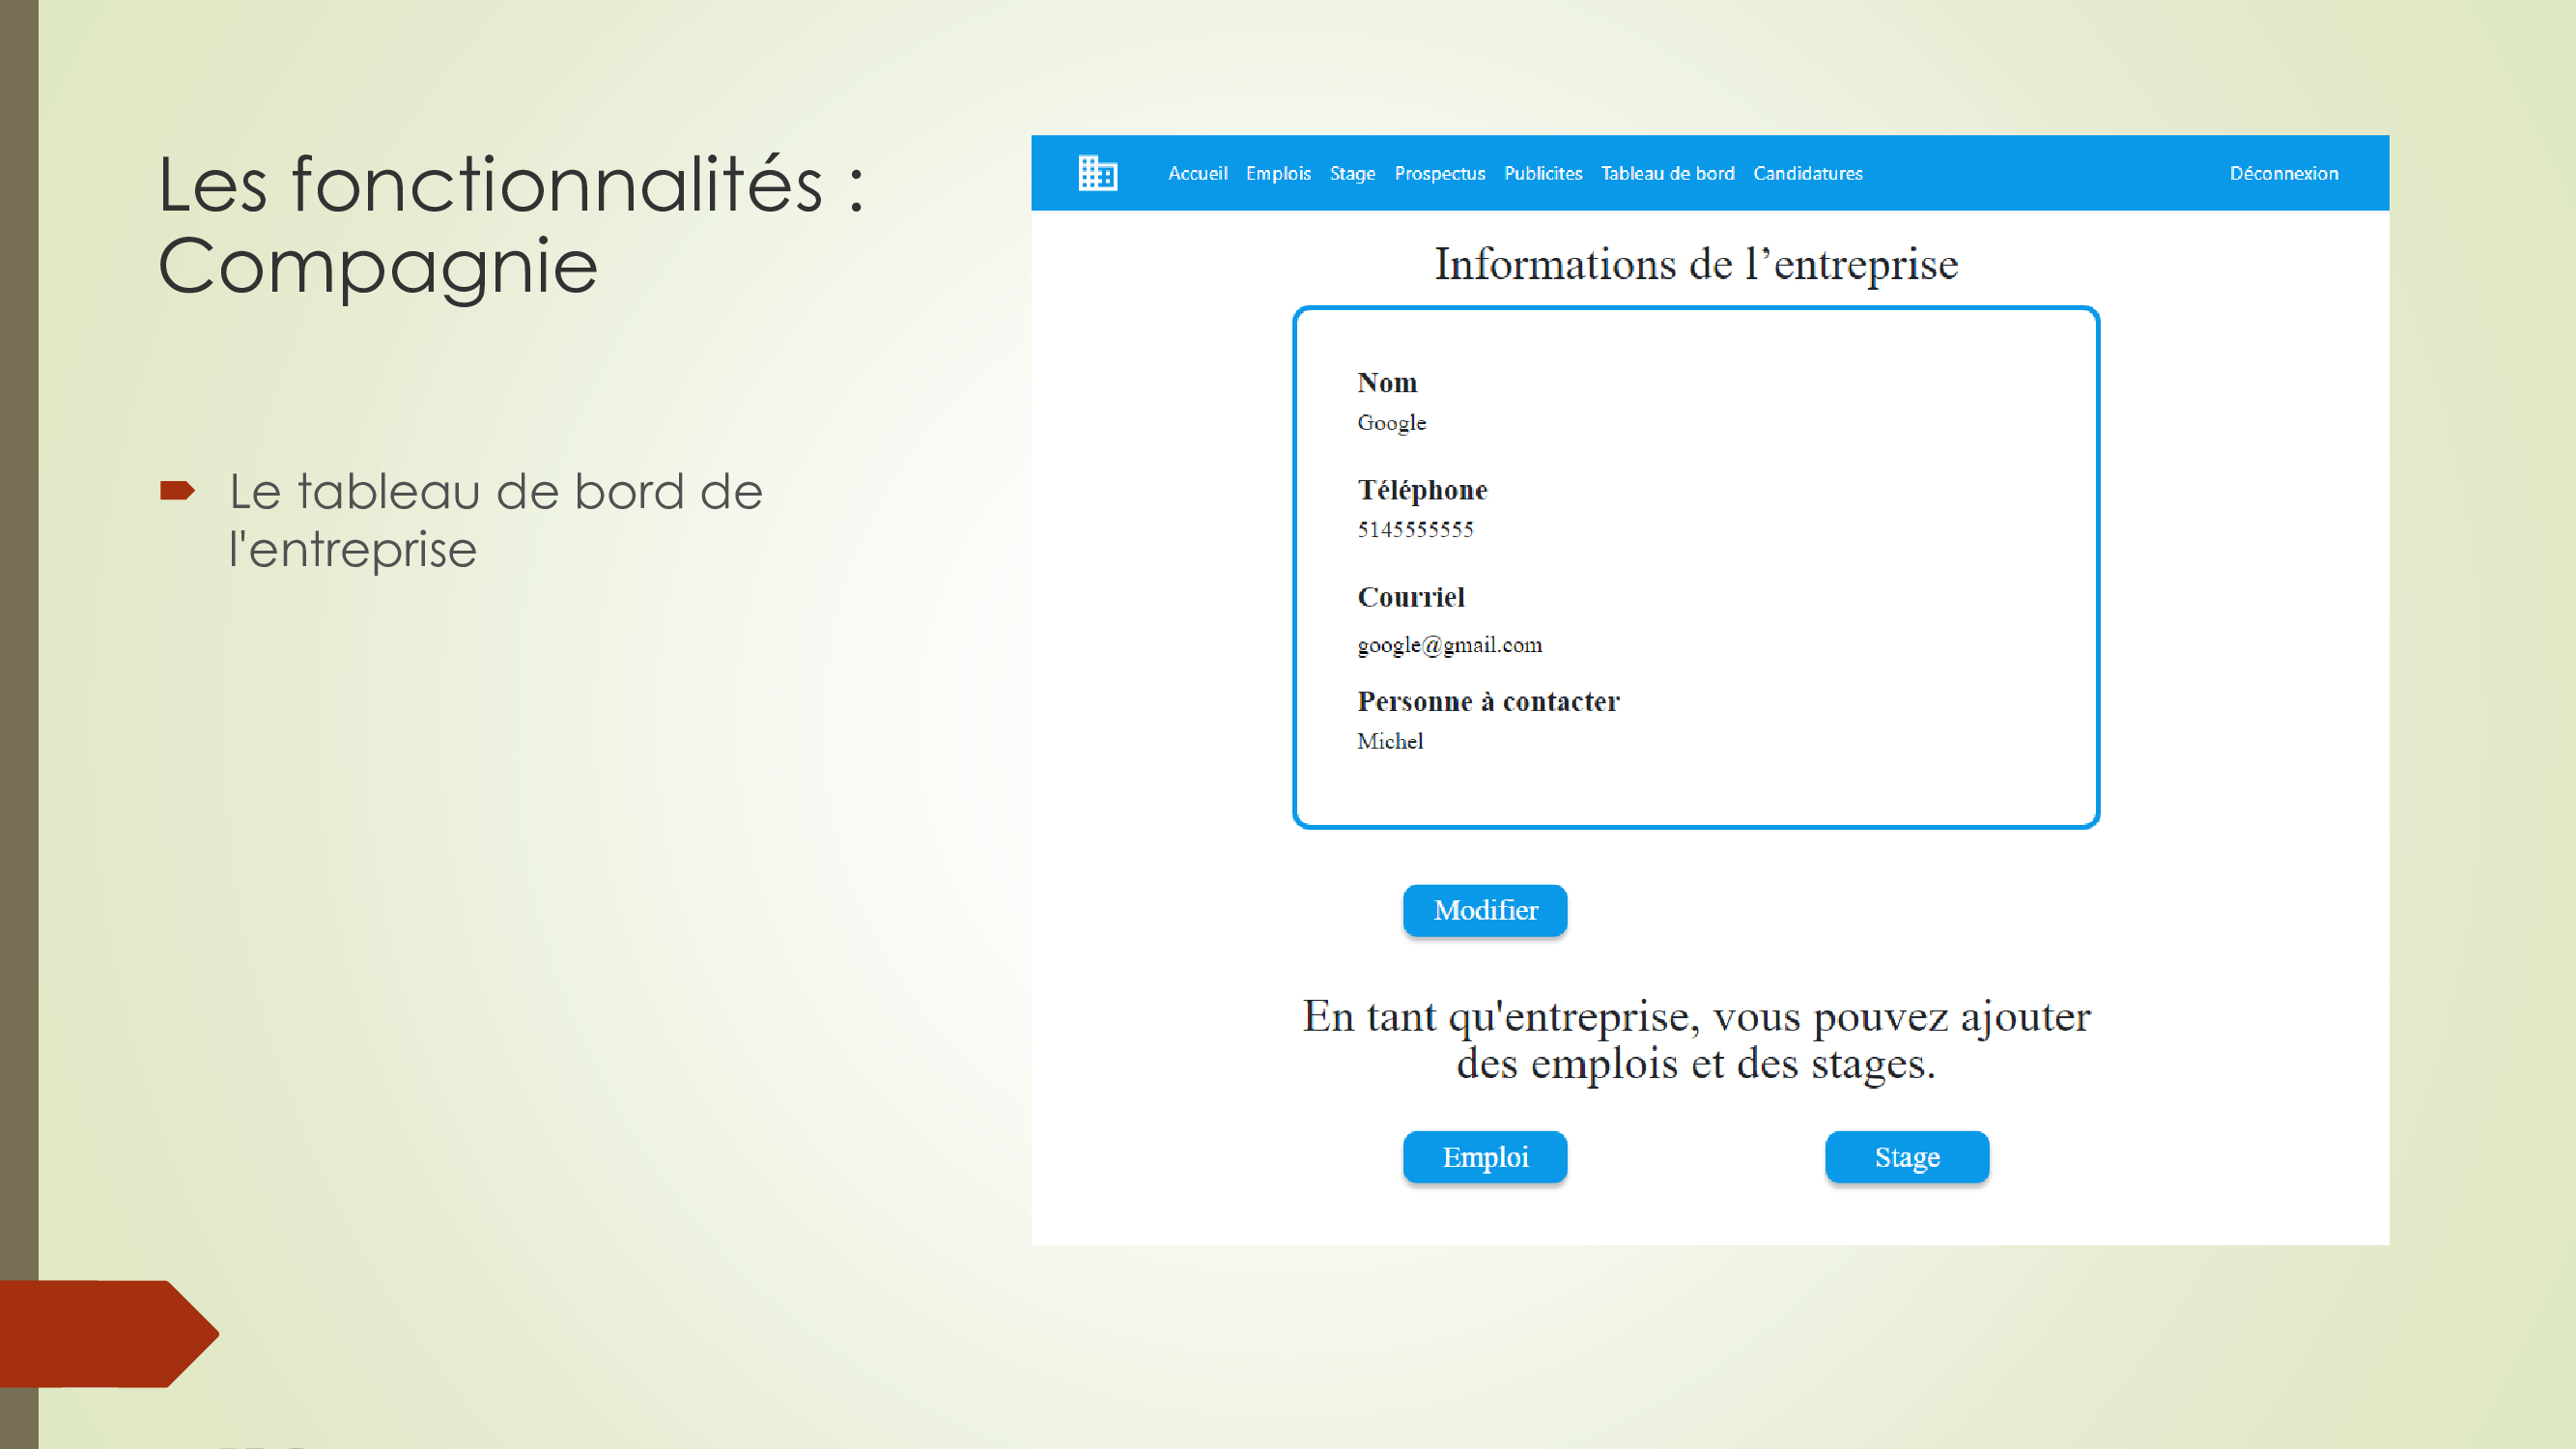 Les fonctionnalités :
Compagnie
Le tableau de bord de
l'entreprise
Accueil Emplois Stage Prospectus Publicites Tableau de bord Candidatures Déconnexion
Informations de l’entreprise
Nom
Google
Téléphone
5145555555
Courriel
google@gmail.com
Personne à contacter
Michel
Modifier
En tant qu'entreprise, vous pouvez ajouter
des emplois et des stages.
Emploi Stage